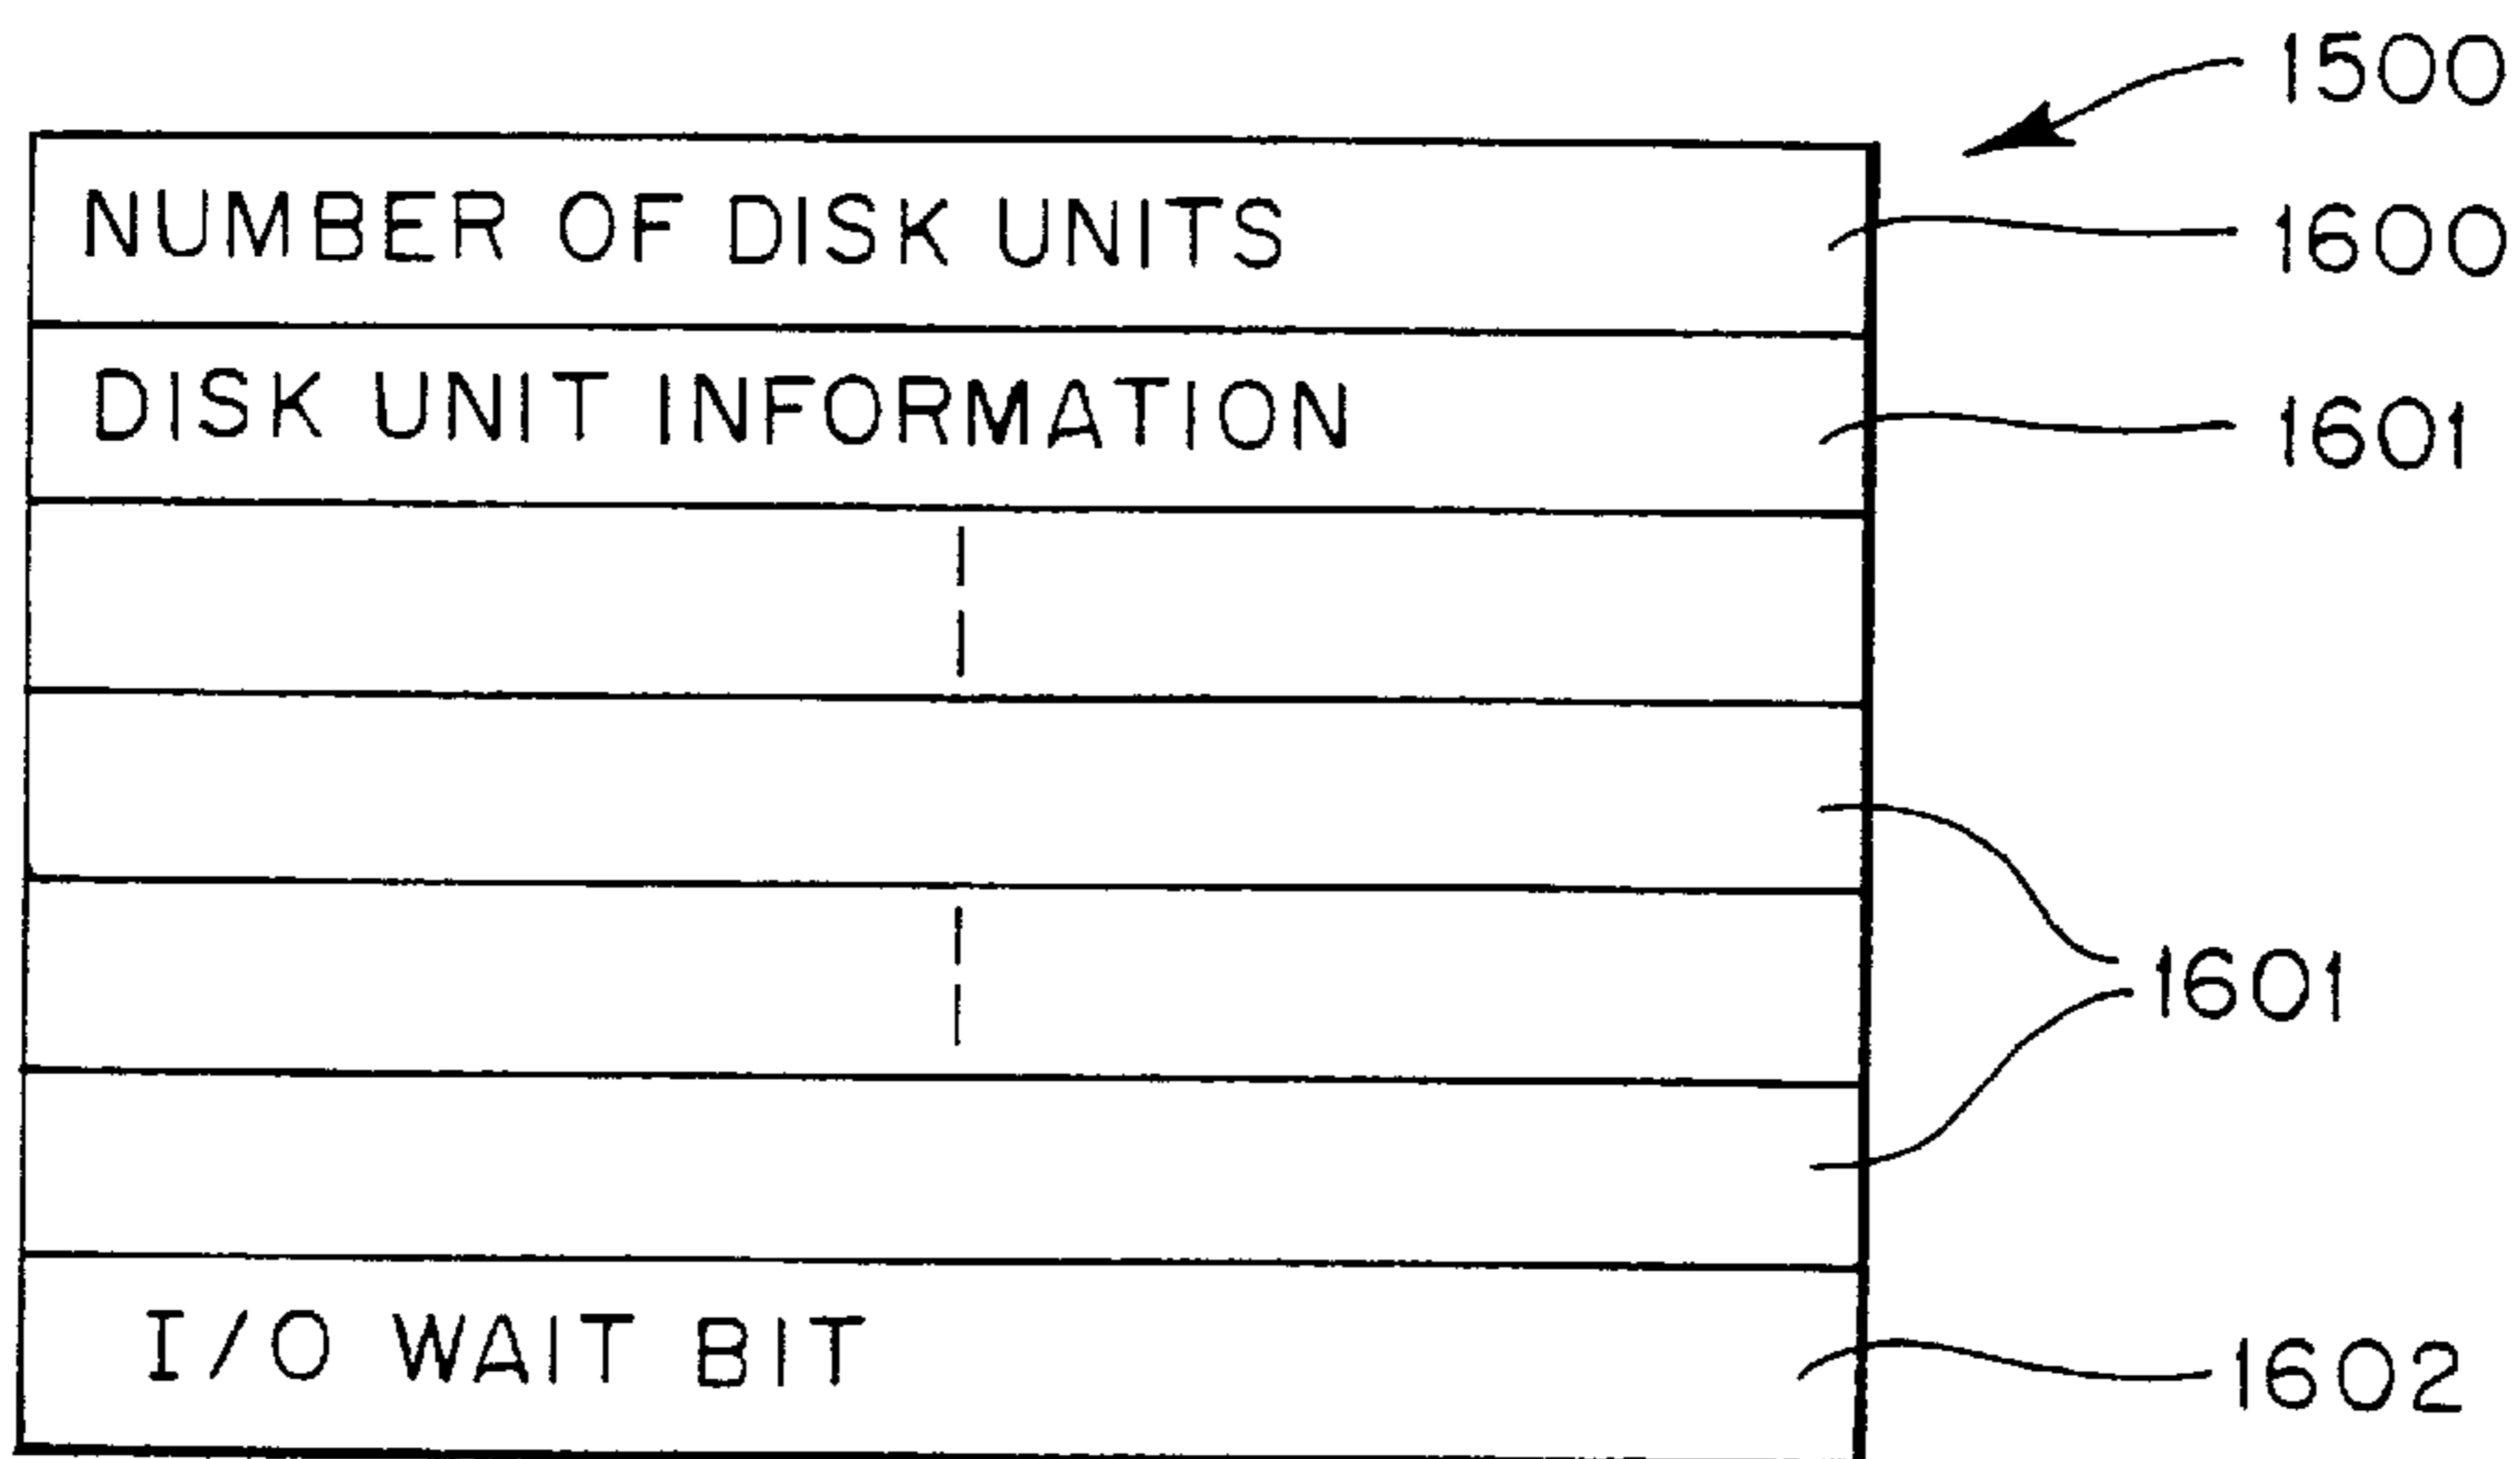 1500
NUMBER OF DISK UNITS 1600
DISK UNIT INFORMATION 1601
1601
I/O WAIT BIT 1602